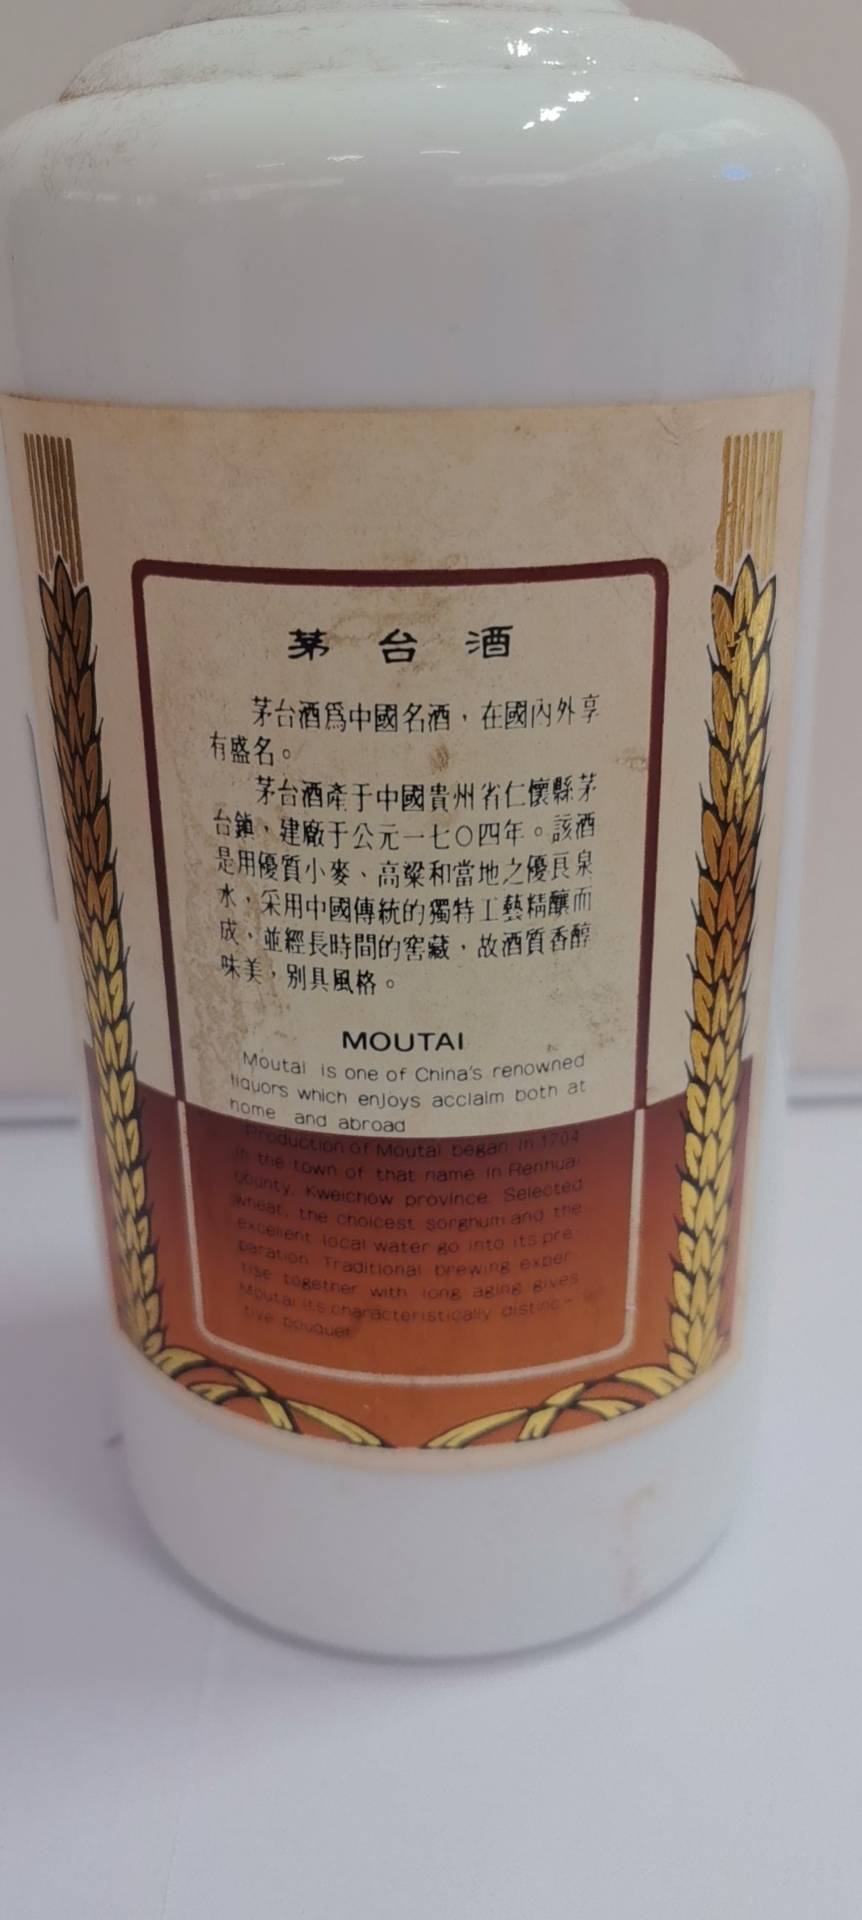 茅台酒
茅台酒爲中國名酒，在國內外享
有盛名。
茅台酒產于中國貴州省仁懷縣茅
台鎮，建廠于公元一七〇四年。該酒
是用優質小麥、高粱和當地之優良泉
水，采用中國傳統的獨特工藝精釀而
成，並經長時間的窖藏，故酒質香醇
味美，别具風格。
MOUTAI
Moutai is one of China's renowned
liquors which enjoys acclaim both at
home and abroad
production of Moutai began in 1704
in the town of that name in Renhuai
county, Kweichow province. Selected
wheat, the choicest sorghum and the
excellent local water go into its pre-
paration. Traditional brewing exper-
tise together with long aging gives
Moutai its characteristically distinc-
tive bouquet